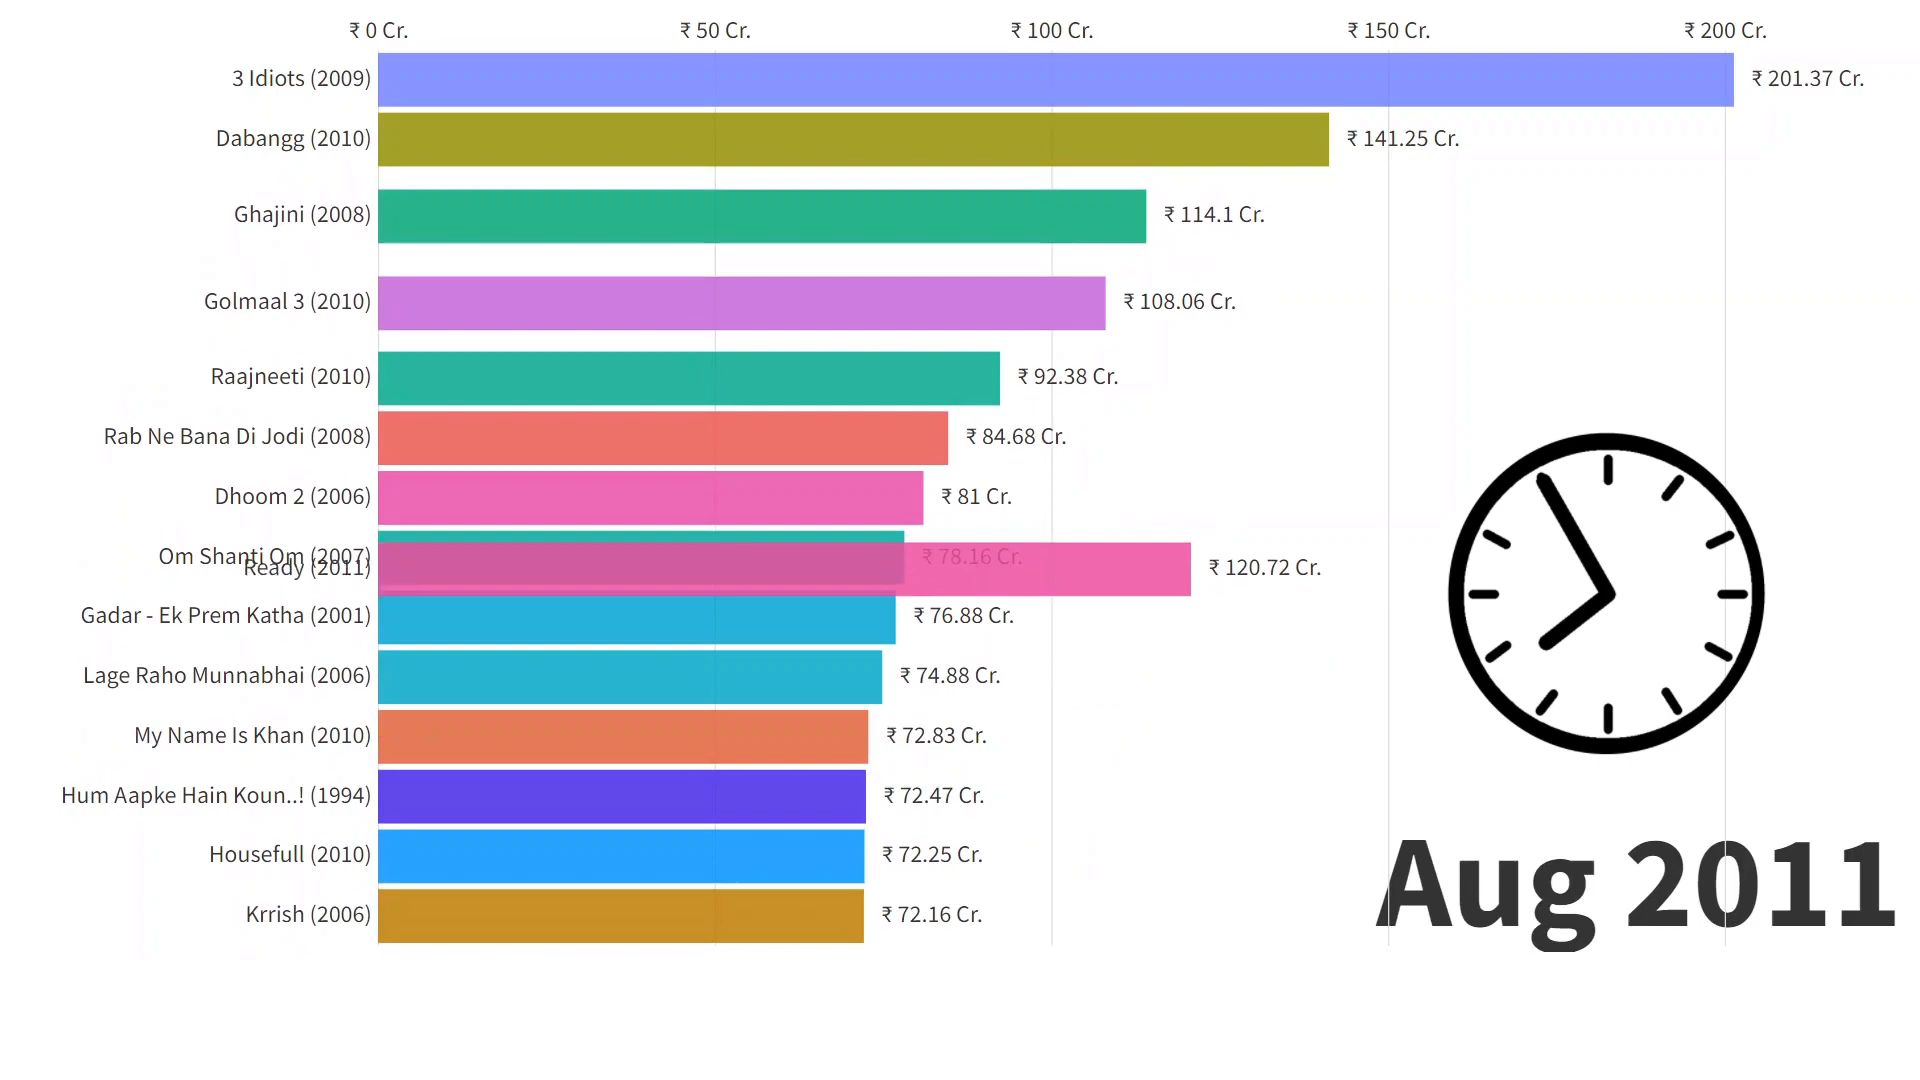 ₹ 0 Cr. ₹ 50 Cr. ₹ 100 Cr. ₹ 150 Cr. ₹ 200 Cr.
3 Idiots (2009) ₹ 201.37 Cr.
Dabangg (2010) ₹ 141.25 Cr.
Ghajini (2008) ₹ 114.1 Cr.
Golmaal 3 (2010) ₹ 108.06 Cr.
Raajneeti (2010) ₹ 92.38 Cr.
Rab Ne Bana Di Jodi (2008) ₹ 84.68 Cr.
Dhoom 2 (2006) ₹ 81 Cr.
Om Shanti Om (2007) ₹ 78.16 Cr.
Ready (2011) ₹ 120.72 Cr.
Gadar - Ek Prem Katha (2001) ₹ 76.88 Cr.
Lage Raho Munnabhai (2006) ₹ 74.88 Cr.
My Name Is Khan (2010) ₹ 72.83 Cr.
Hum Aapke Hain Koun..! (1994) ₹ 72.47 Cr.
Housefull (2010) ₹ 72.25 Cr.
Krrish (2006) ₹ 72.16 Cr.
Aug 2011